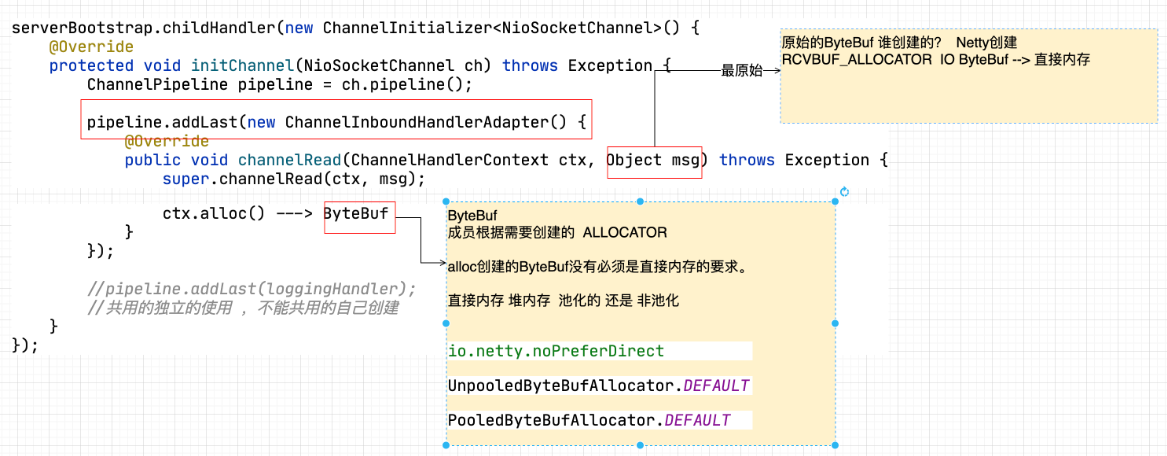 serverBootstrap.childHandler(new ChannelInitializer<NioSocketChannel>() {
@Override
protected void initChannel(NioSocketChannel ch) throws Exception {
ChannelPipeline pipeline = ch.pipeline();
pipeline.addLast(new ChannelInboundHandlerAdapter() {
@Override
public void channelRead(ChannelHandlerContext ctx, Object msg) throws Exception {
super.channelRead(ctx, msg);
ctx.alloc() ---> ByteBuf
}
});
//pipeline.addLast(loggingHandler);
//共用的独立的使用 ，不能共用的自己创建
}
});
最原始
原始的ByteBuf 谁创建的? Netty创建
RCVBUF_ALLOCATOR IO ByteBuf --> 直接内存
ByteBuf
成员根据需要创建的 ALLOCATOR
alloc创建的ByteBuf没有必须是直接内存的要求。
直接内存 堆内存 池化的 还是 非池化
io.netty.noPreferDirect
UnpooledByteBufAllocator.DEFAULT
PooledByteBufAllocator.DEFAULT